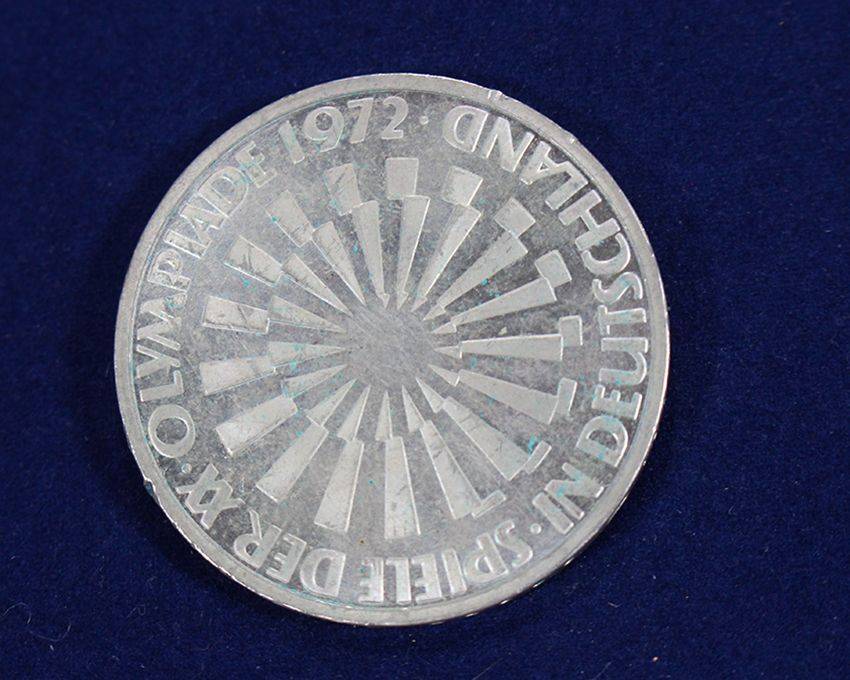 SPIELE DER XX · OLYMPIADE 1972 · IN DEUTSCHLAND ·